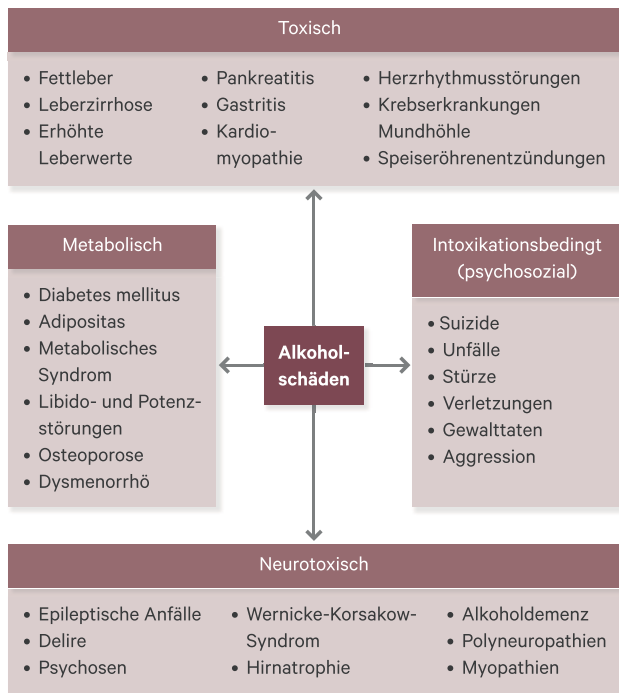 Toxisch
• Fettleber
• Leberzirrhose
• Erhöhte
Leberwerte
• Pankreatitis
• Gastritis
• Kardio-
myopathie
• Herzrhythmusstörungen
• Krebserkrankungen
Mundhöhle
• Speiseröhrenentzündungen
Metabolisch
• Diabetes mellitus
• Adipositas
• Metabolisches
Syndrom
• Libido- und Potenz-
störungen
• Osteoporose
• Dysmenorrhö
Alkohol-
schäden
Intoxikationsbedingt
(psychosozial)
• Suizide
• Unfälle
• Stürze
• Verletzungen
• Gewalttaten
• Aggression
Neurotoxisch
• Epileptische Anfälle
• Delire
• Psychosen
• Wernicke-Korsakow-
Syndrom
• Hirnatrophie
• Alkoholdemenz
• Polyneuropathien
• Myopathien